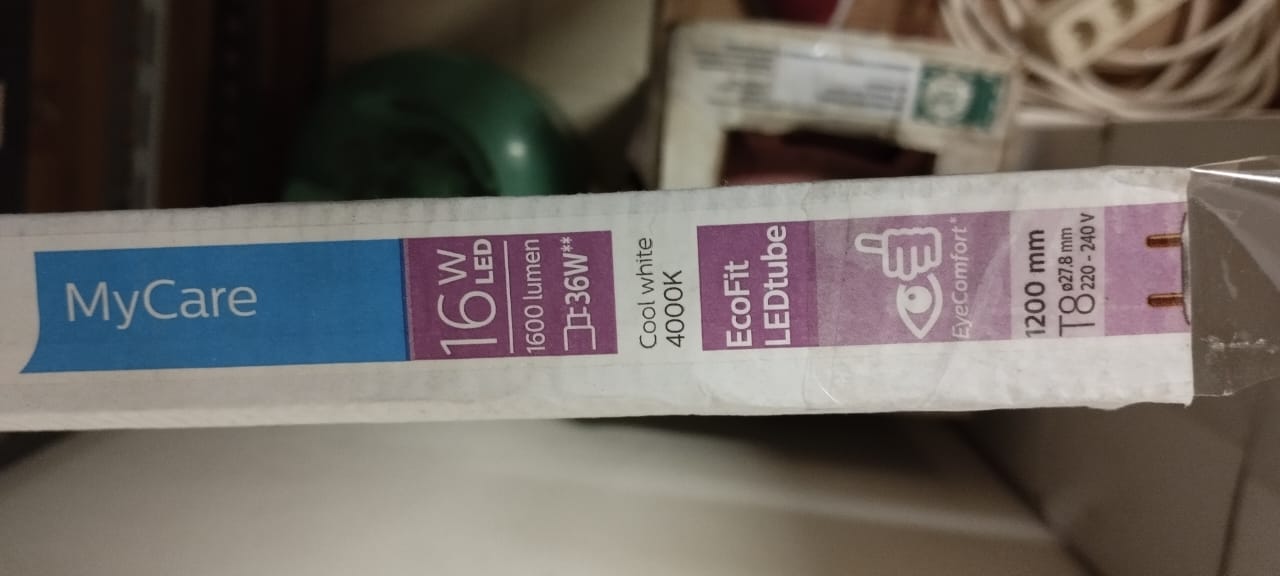 MyCare
16W
LED
1600 lumen
36W**
Cool white
4000K
EcoFit
LEDtube
EyeComfort*
1200 mm
T8 ø27.8 mm
220 - 240 V